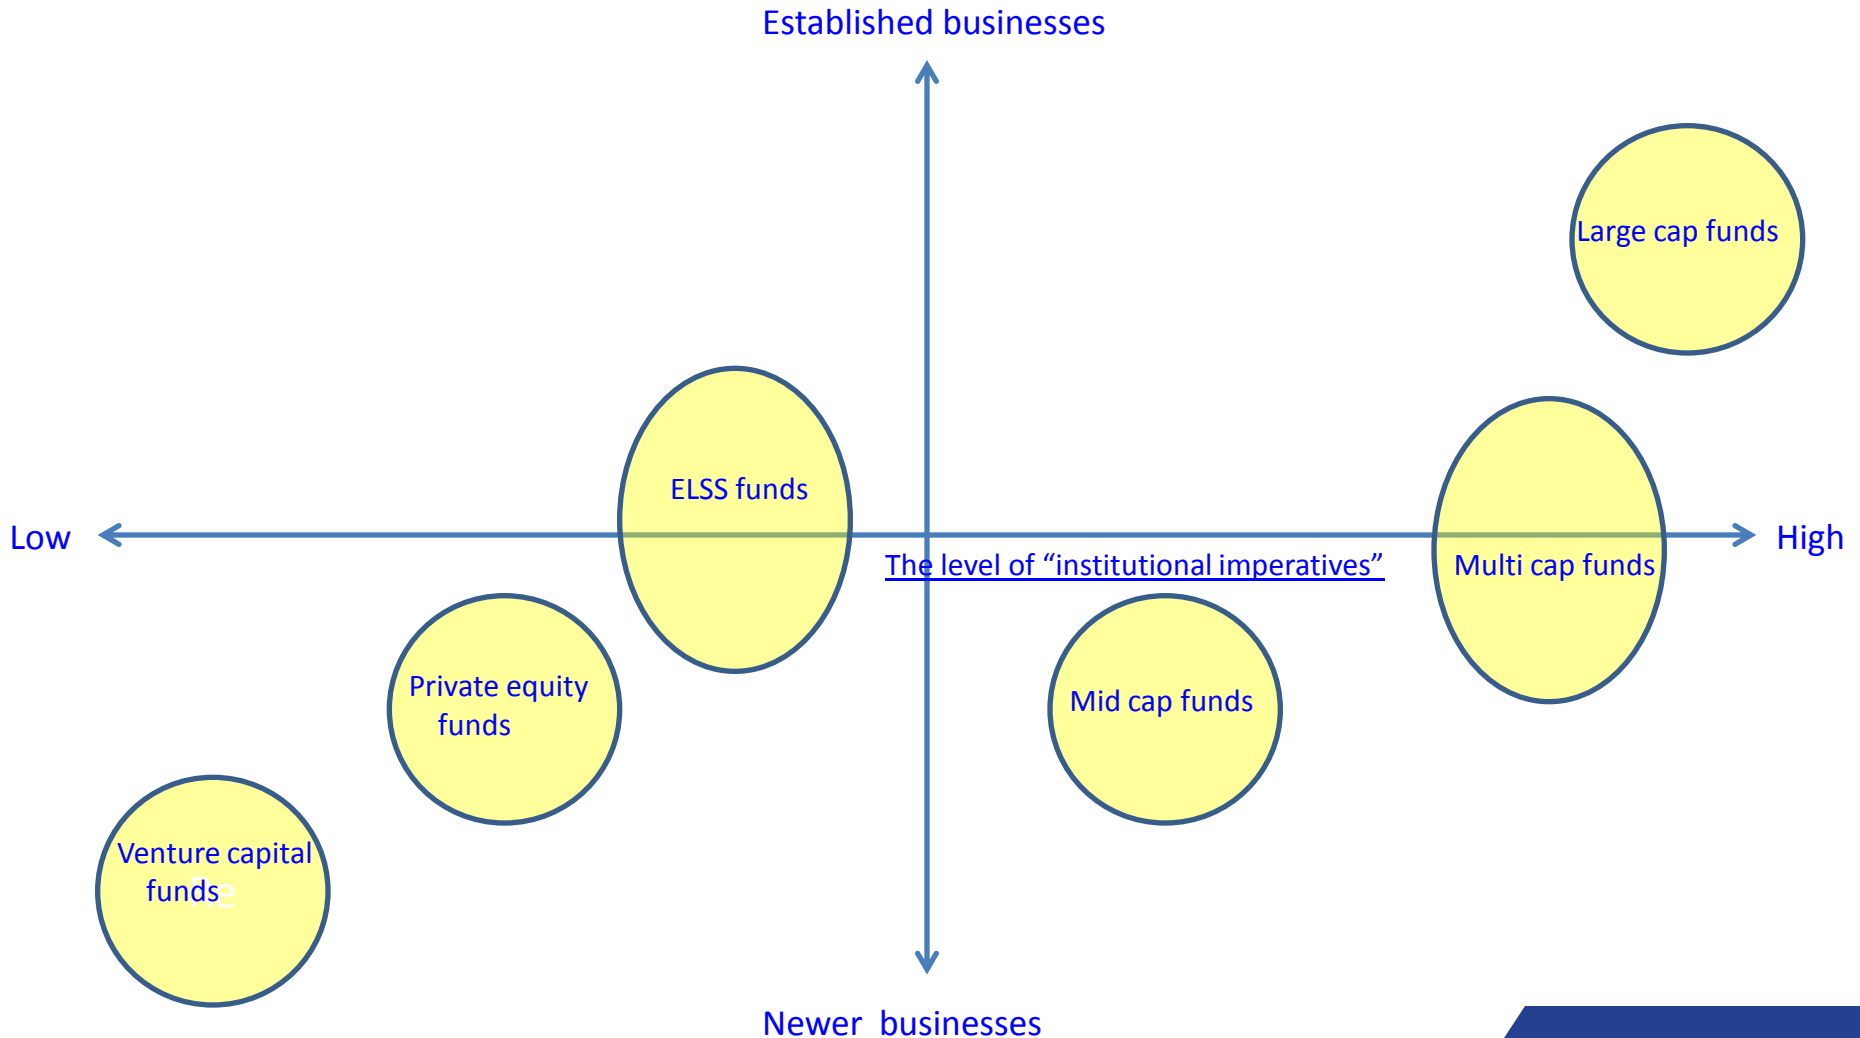 Established businesses
Large cap funds
ELSS funds
Low
High
The level of “institutional imperatives”
Multi cap funds
Private equity
funds
Mid cap funds
Venture capital
funds
Newer businesses